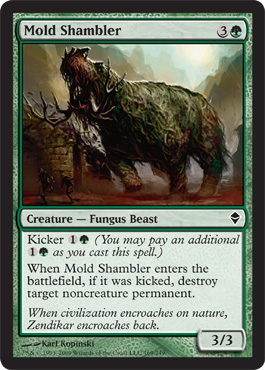 Mold Shambler 3
Creature — Fungus Beast
Kicker 1 (You may pay an additional
1 as you cast this spell.)
When Mold Shambler enters the
battlefield, if it was kicked, destroy
target noncreature permanent.
When civilization encroaches on nature,
Zendikar encroaches back.
Karl Kopinski
3/3